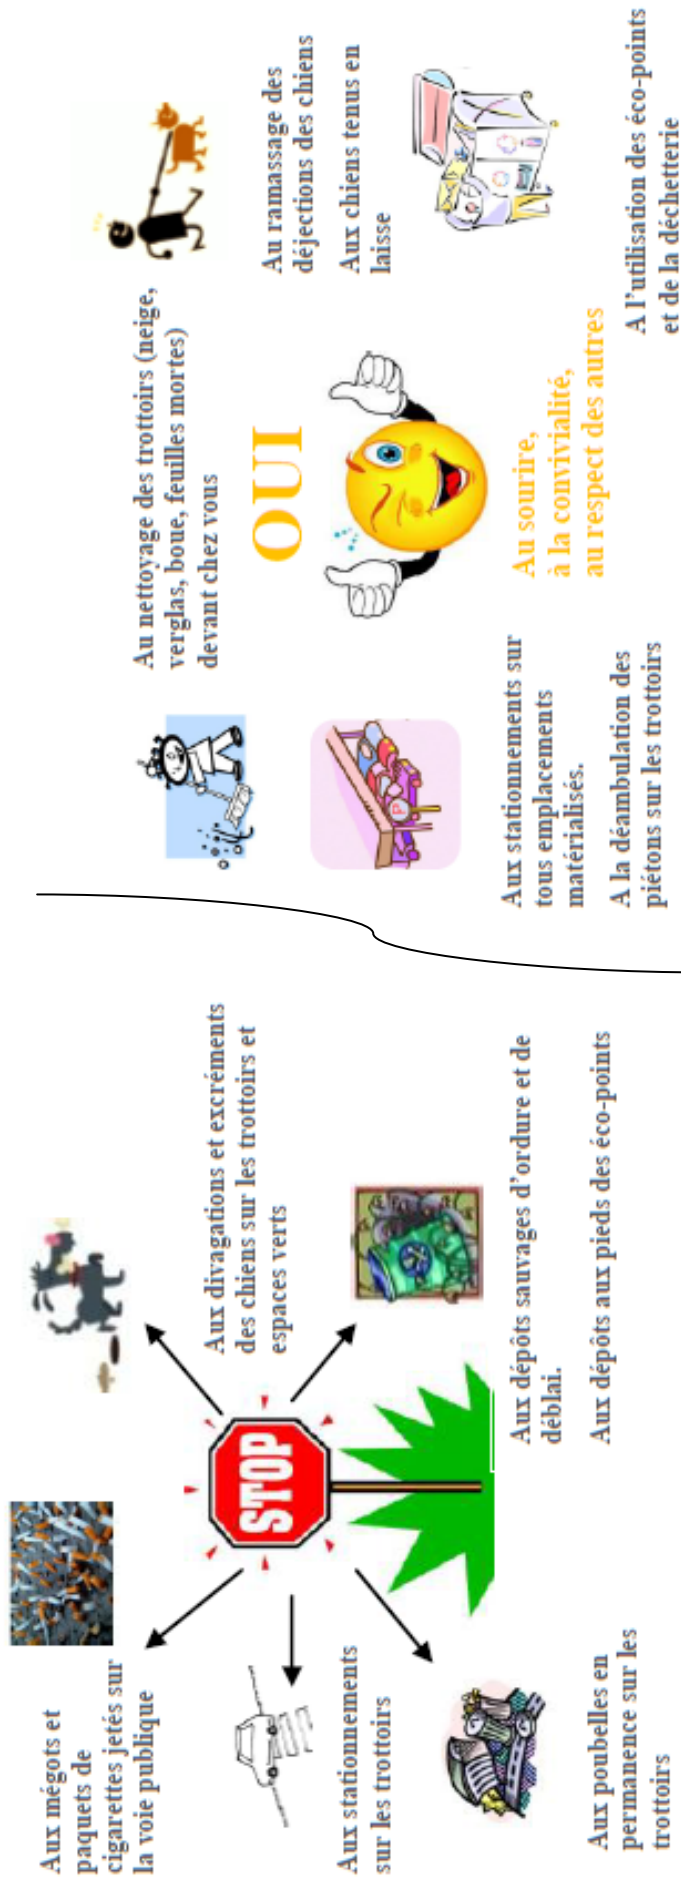 Aux mégots et
paquets de
cigarettes jetés sur
la voie publique
Aux stationnements
sur les trottoirs
Aux poubelles en
permanence sur les
trottoirs
STOP
Aux divagations et excréments
des chiens sur les trottoirs et
espaces verts
Aux dépôts sauvages d'ordure et de
déblai.
Aux dépôts aux pieds des éco-points
Au nettoyage des trottoirs (neige,
verglas, boue, feuilles mortes)
devant chez vous
P
Aux stationnements sur
tous emplacements
matérialisés.
A la déambulation des
piétons sur les trottoirs
OUI
Au sourire,
à la convivialité,
au respect des autres
Au ramassage des
déjections des chiens
Aux chiens tenus en
laisse
A l'utilisation des éco-points
et de la déchetterie